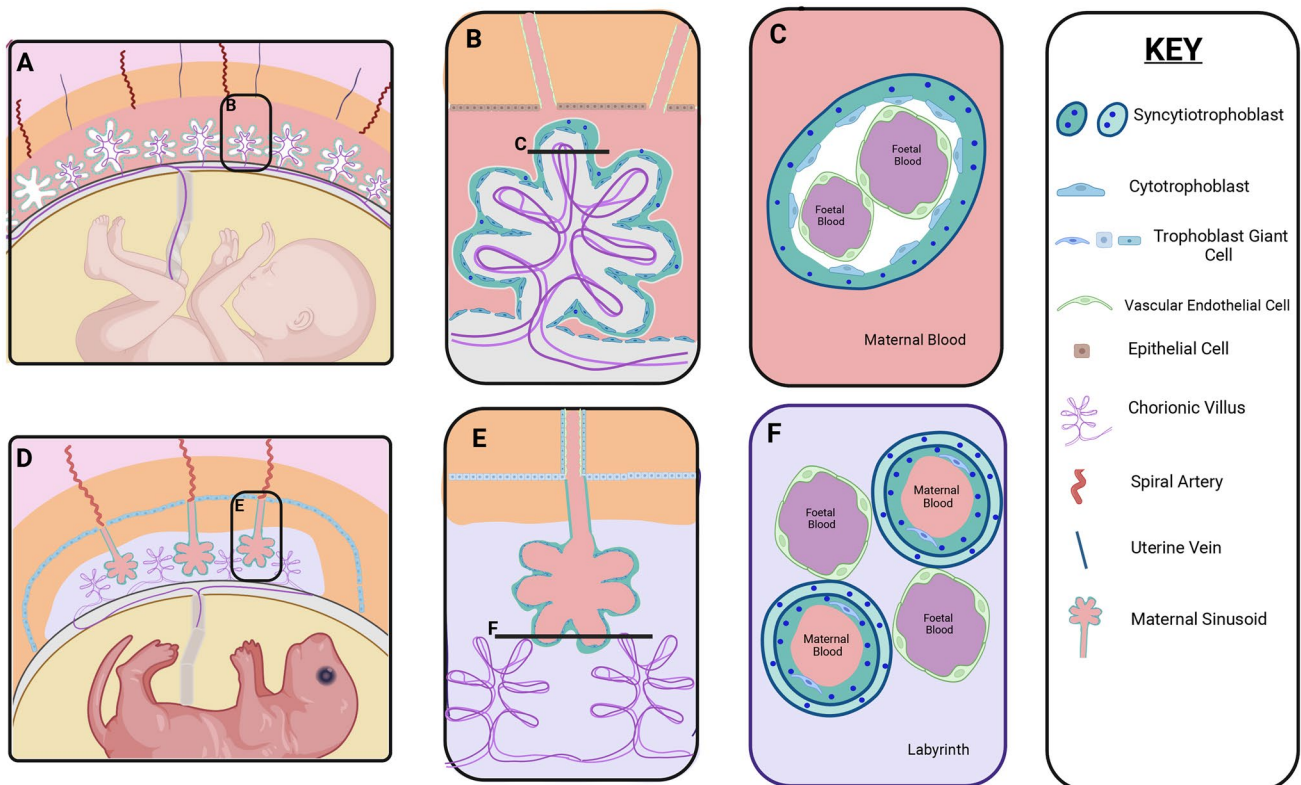 A
B
B
C
C
Foetal
Blood
Foetal
Blood
Maternal Blood
KEY
Syncytiotrophoblast
Cytotrophoblast
Trophoblast Giant
Cell
Vascular Endothelial Cell
Epithelial Cell
Chorionic Villus
Spiral Artery
Uterine Vein
Maternal Sinusoid
D
E
E
F
F
Foetal
Blood
Maternal
Blood
Maternal
Blood
Foetal
Blood
Labyrinth